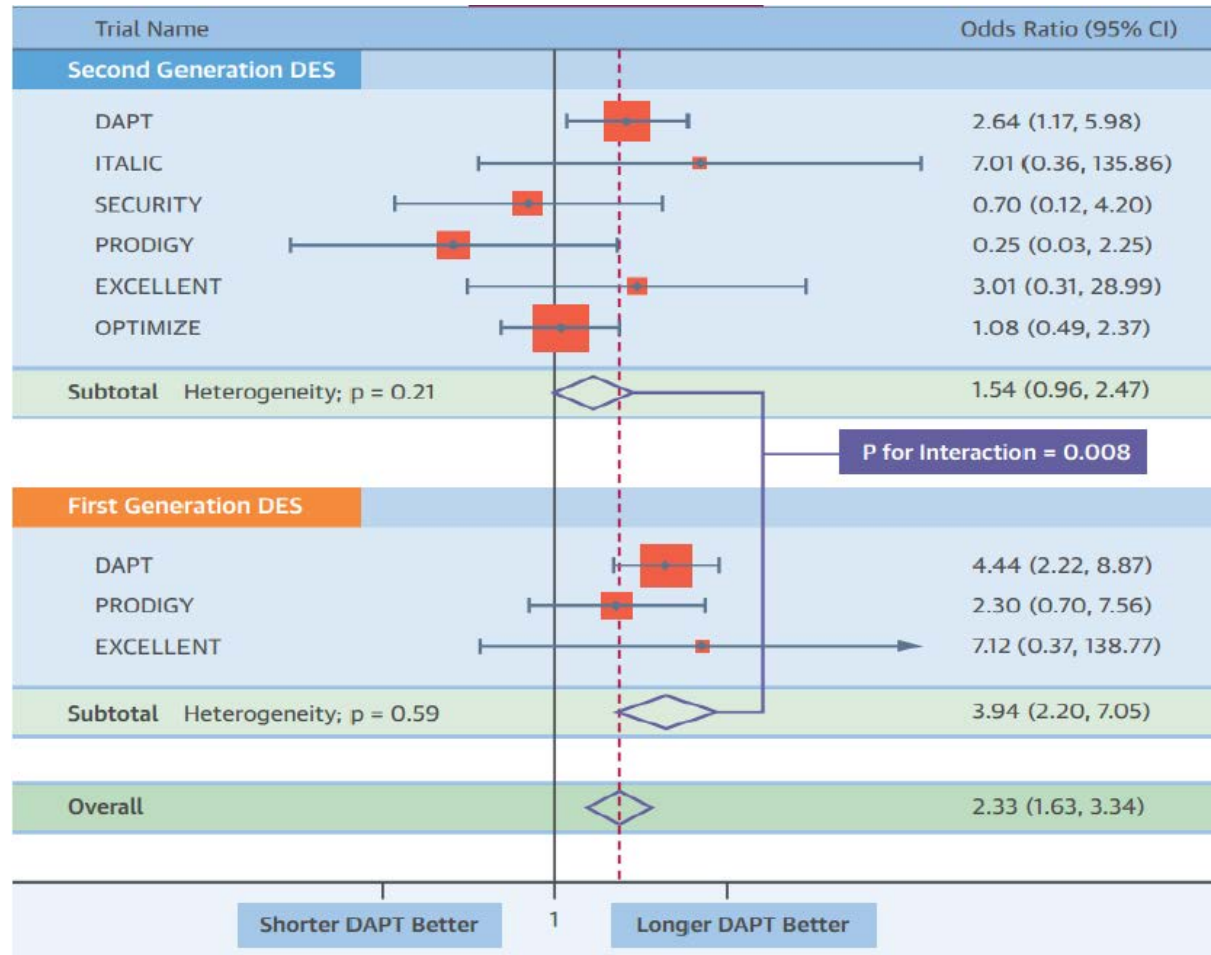 Trial Name Odds Ratio (95% CI)
Second Generation DES
DAPT 2.64 (1.17, 5.98)
ITALIC 7.01 (0.36, 135.86)
SECURITY 0.70 (0.12, 4.20)
PRODIGY 0.25 (0.03, 2.25)
EXCELLENT 3.01 (0.31, 28.99)
OPTIMIZE 1.08 (0.49, 2.37)
Subtotal Heterogeneity; p = 0.21 1.54 (0.96, 2.47)
P for Interaction = 0.008
First Generation DES
DAPT 4.44 (2.22, 8.87)
PRODIGY 2.30 (0.70, 7.56)
EXCELLENT 7.12 (0.37, 138.77)
Subtotal Heterogeneity; p = 0.59 3.94 (2.20, 7.05)
Overall 2.33 (1.63, 3.34)
Shorter DAPT Better 1 Longer DAPT Better